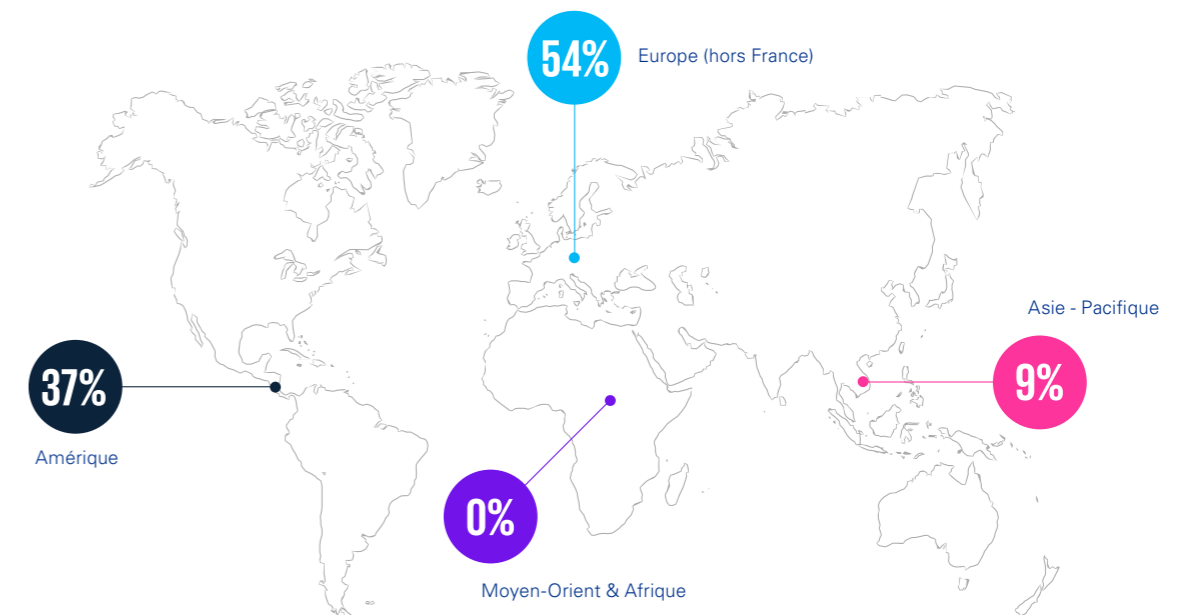 54%
Europe (hors France)
Asie - Pacifique
9%
37%
Amérique
0%
Moyen-Orient & Afrique